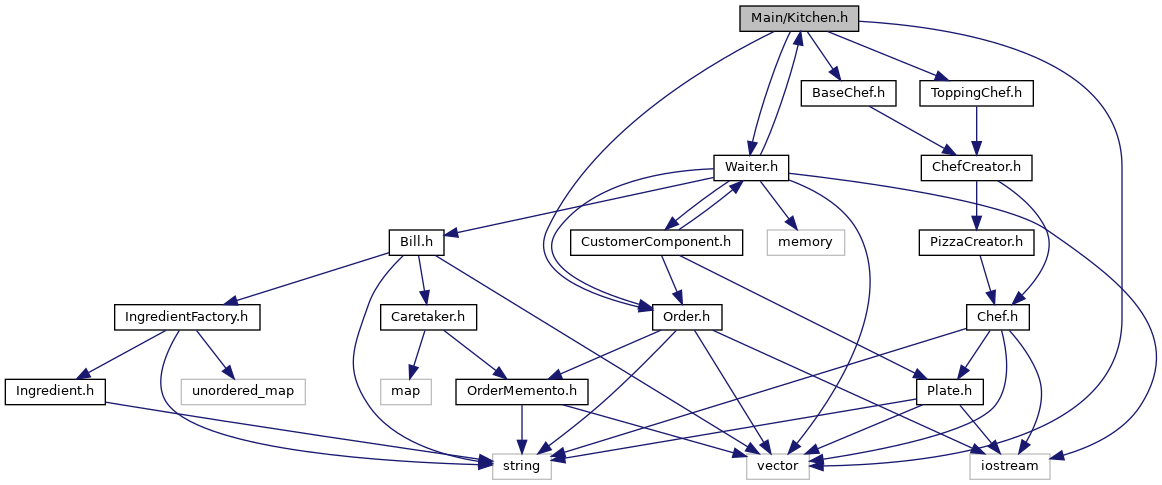 Main/Kitchen.h
BaseChef.h
ToppingChef.h
Waiter.h
ChefCreator.h
Bill.h
CustomerComponent.h
memory
PizzaCreator.h
IngredientFactory.h
Caretaker.h
Order.h
Chef.h
Ingredient.h
unordered_map
map
OrderMemento.h
Plate.h
string
vector
iostream